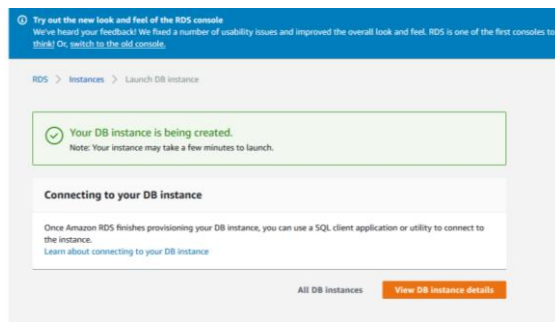 Try out the new look and feel of the RDS console
We've heard your feedback! We fixed a number of usability issues and improved the overall look and feel. RDS is one of the first consoles to
think! Or, switch to the old console.
RDS > Instances > Launch DB instance
Your DB instance is being created.
Note: Your instance may take a few minutes to launch.
Connecting to your DB instance
Once Amazon RDS finishes provisioning your DB instance, you can use a SQL client application or utility to connect to
the instance.
Learn about connecting to your DB instance
All DB instances
View DB instance details